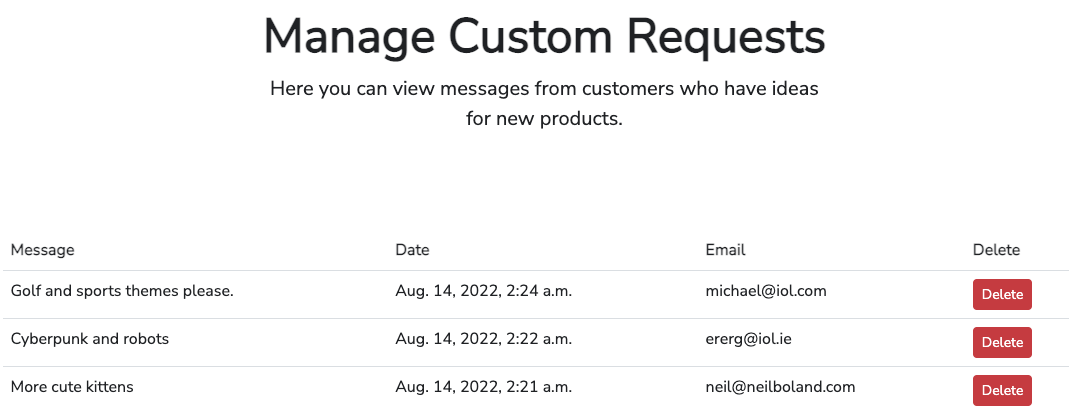 Manage Custom Requests
Here you can view messages from customers who have ideas
for new products.
Message Date Email Delete
Golf and sports themes please. Aug. 14, 2022, 2:24 a.m. michael@iol.com Delete
Cyberpunk and robots Aug. 14, 2022, 2:22 a.m. ererg@iol.ie Delete
More cute kittens Aug. 14, 2022, 2:21 a.m. neil@neilboland.com Delete